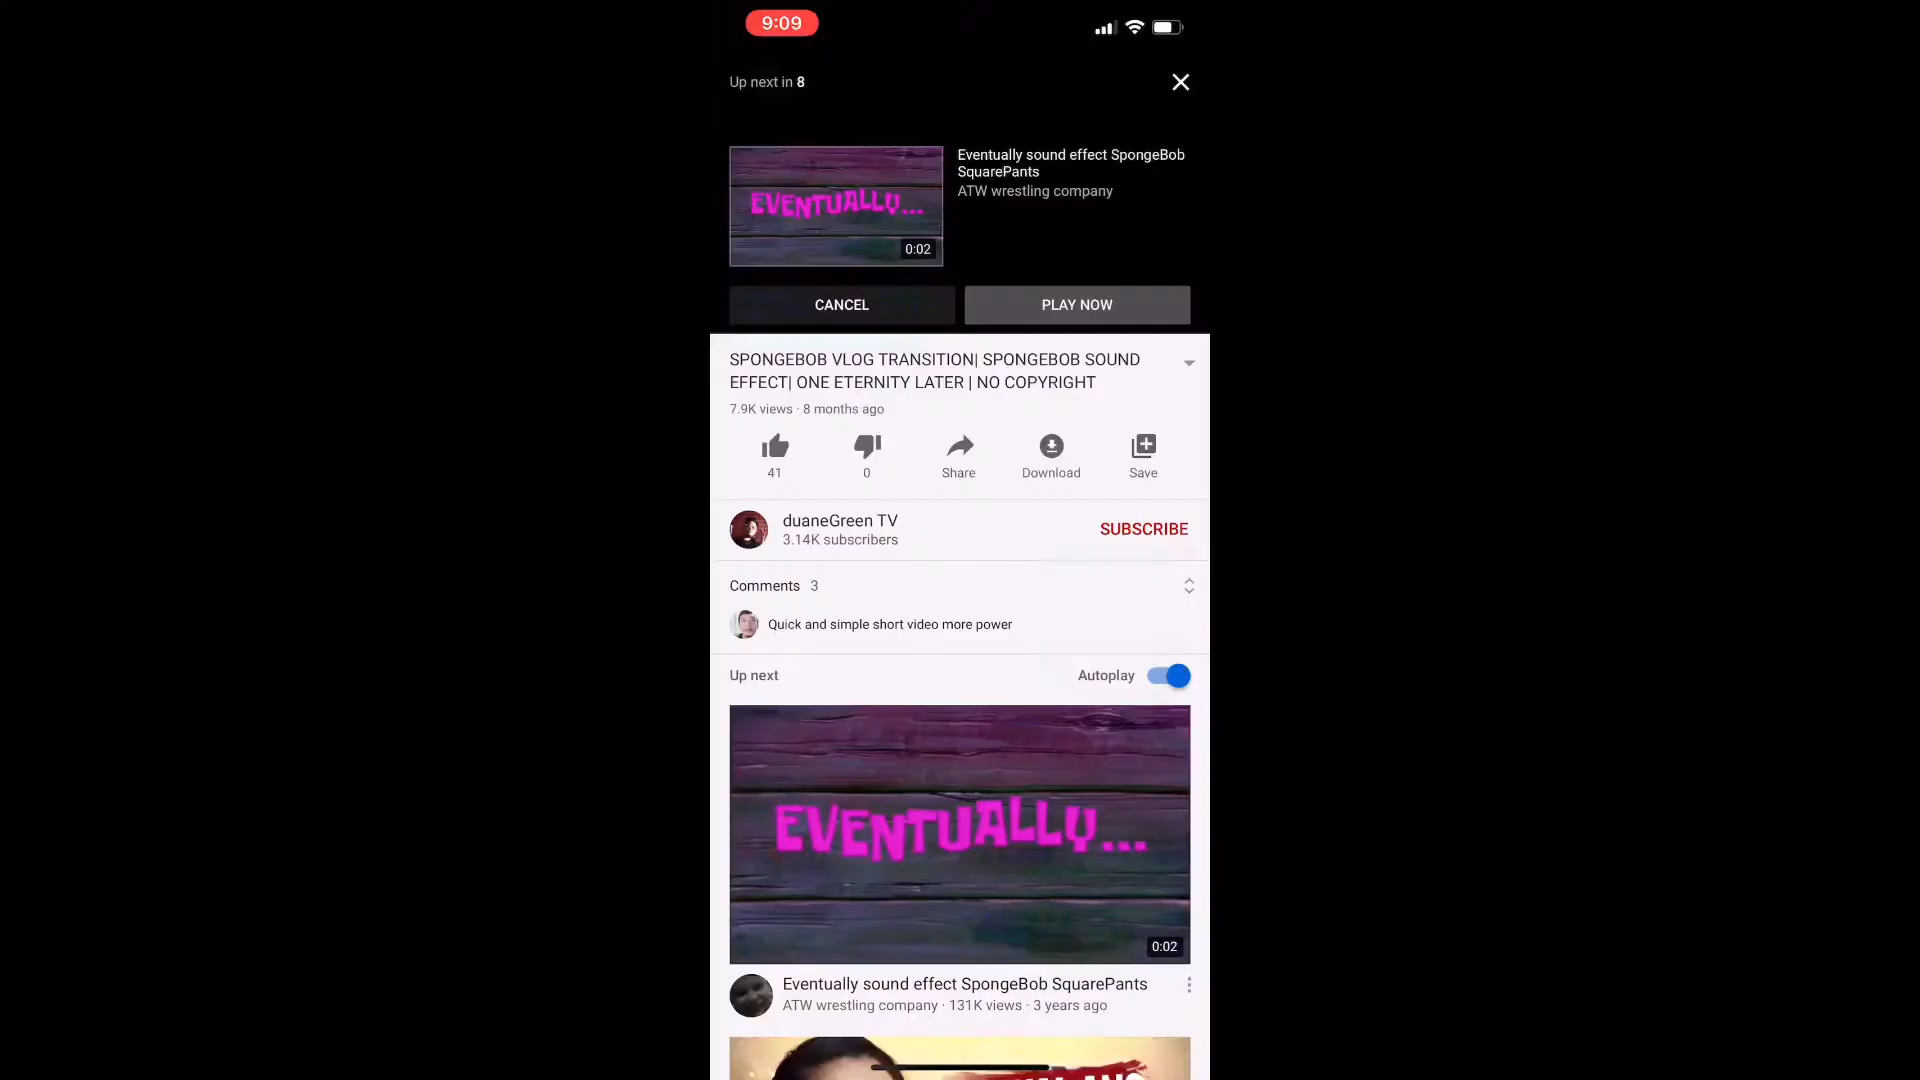 9:09
Up next in 8
Eventually sound effect SpongeBob
SquarePants
ATW wrestling company
EVENTUALLY...
0:02
CANCEL
PLAY NOW
SPONGEBOB VLOG TRANSITION| SPONGEBOB SOUND
EFFECT| ONE ETERNITY LATER | NO COPYRIGHT
7.9K views · 8 months ago
41
0
Share
Download
Save
duaneGreen TV
3.14K subscribers
SUBSCRIBE
Comments 3
Quick and simple short video more power
Up next
Autoplay
EVENTUALLY...
0:02
Eventually sound effect SpongeBob SquarePants
ATW wrestling company · 131K views · 3 years ago